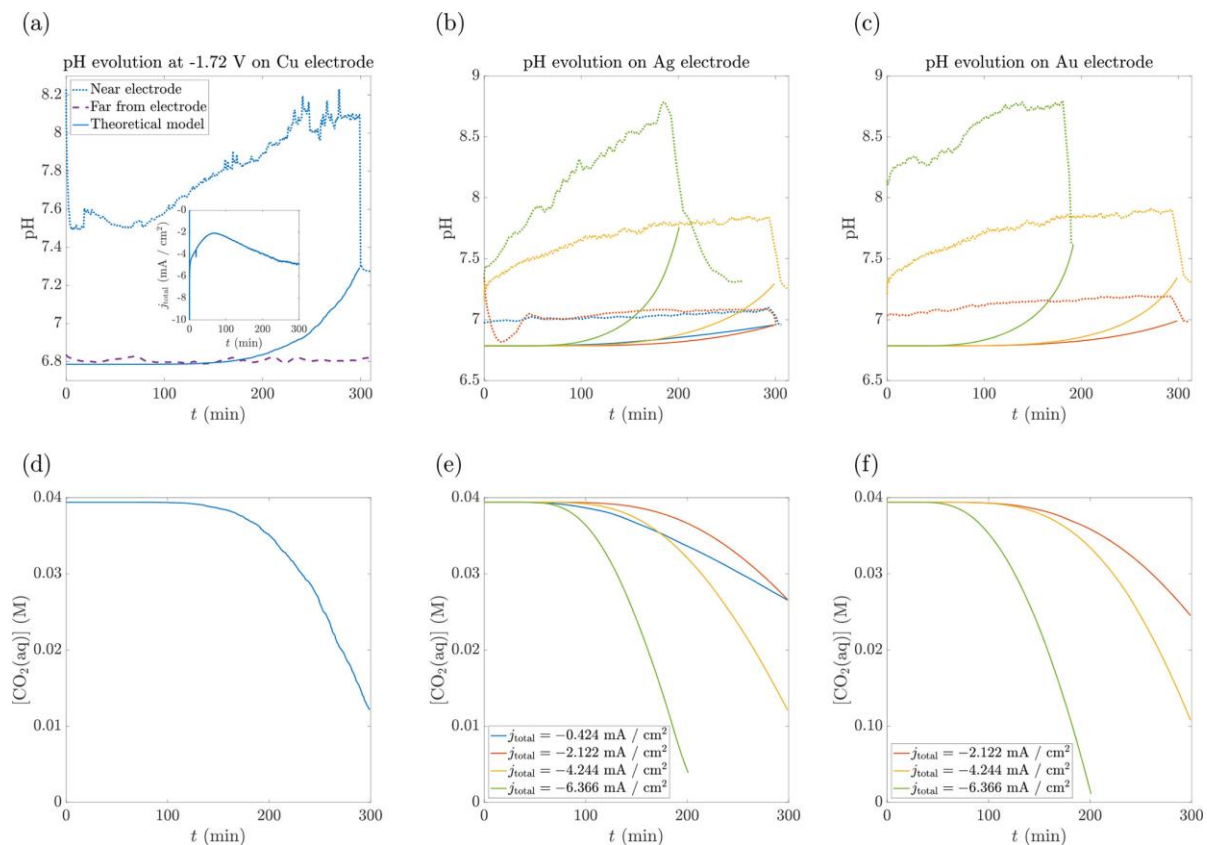 (a)
pH evolution at -1.72 V on Cu electrode
8.2
8
7.8
7.6
7.4
7.2
7
6.8
pH
Near electrode
Far from electrode
Theoretical model
-0
-2
-4
-6
-8
-10
j_total (mA / cm²)
0 100 200 300
t (min)
0 100 200 300
t (min)
(b)
pH evolution on Ag electrode
9
8.5
8
7.5
7
6.5
pH
0 100 200 300
t (min)
(c)
pH evolution on Au electrode
9
8.5
8
7.5
7
6.5
pH
0 100 200 300
t (min)
(d)
0.04
0.03
0.02
0.01
0
[CO₂(aq)] (M)
0 100 200 300
t (min)
(e)
0.04
0.03
0.02
0.01
0
[CO₂(aq)] (M)
j_total = −0.424 mA / cm²
j_total = −2.122 mA / cm²
j_total = −4.244 mA / cm²
j_total = −6.366 mA / cm²
0 100 200 300
t (min)
(f)
0.04
0.03
0.02
0.10
0
[CO₂(aq)] (M)
j_total = −2.122 mA / cm²
j_total = −4.244 mA / cm²
j_total = −6.366 mA / cm²
0 100 200 300
t (min)